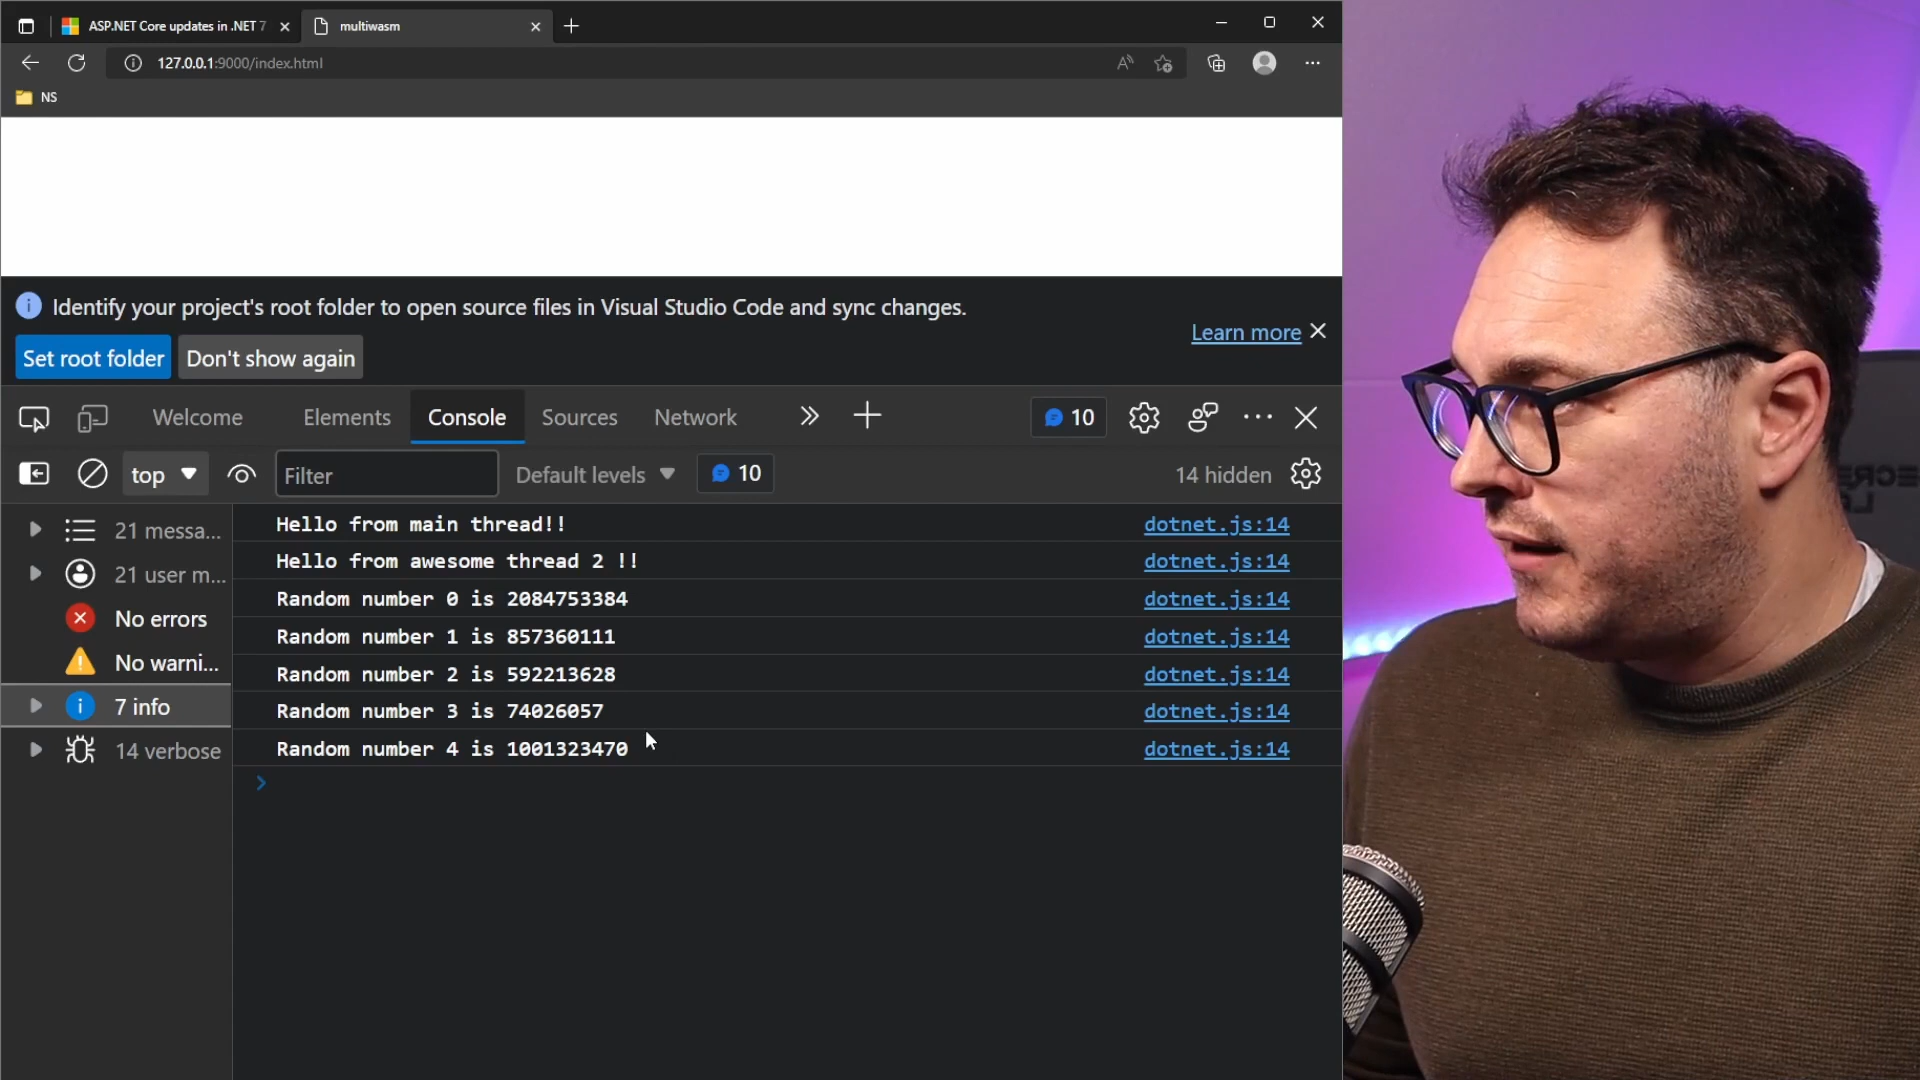 ASP.NET Core updates in .NET 7
multiwasm
127.0.0.1:9000/index.html
NS
Identify your project's root folder to open source files in Visual Studio Code and sync changes.
Learn more
Set root folder
Don't show again
Welcome
Elements
Console
Sources
Network
10
top
Filter
Default levels
10
14 hidden
21 messa...
21 user m...
No errors
No warni...
7 info
14 verbose
Hello from main thread!! dotnet.js:14
Hello from awesome thread 2 !! dotnet.js:14
Random number 0 is 2084753384 dotnet.js:14
Random number 1 is 857360111 dotnet.js:14
Random number 2 is 592213628 dotnet.js:14
Random number 3 is 74026057 dotnet.js:14
Random number 4 is 1001323470 dotnet.js:14